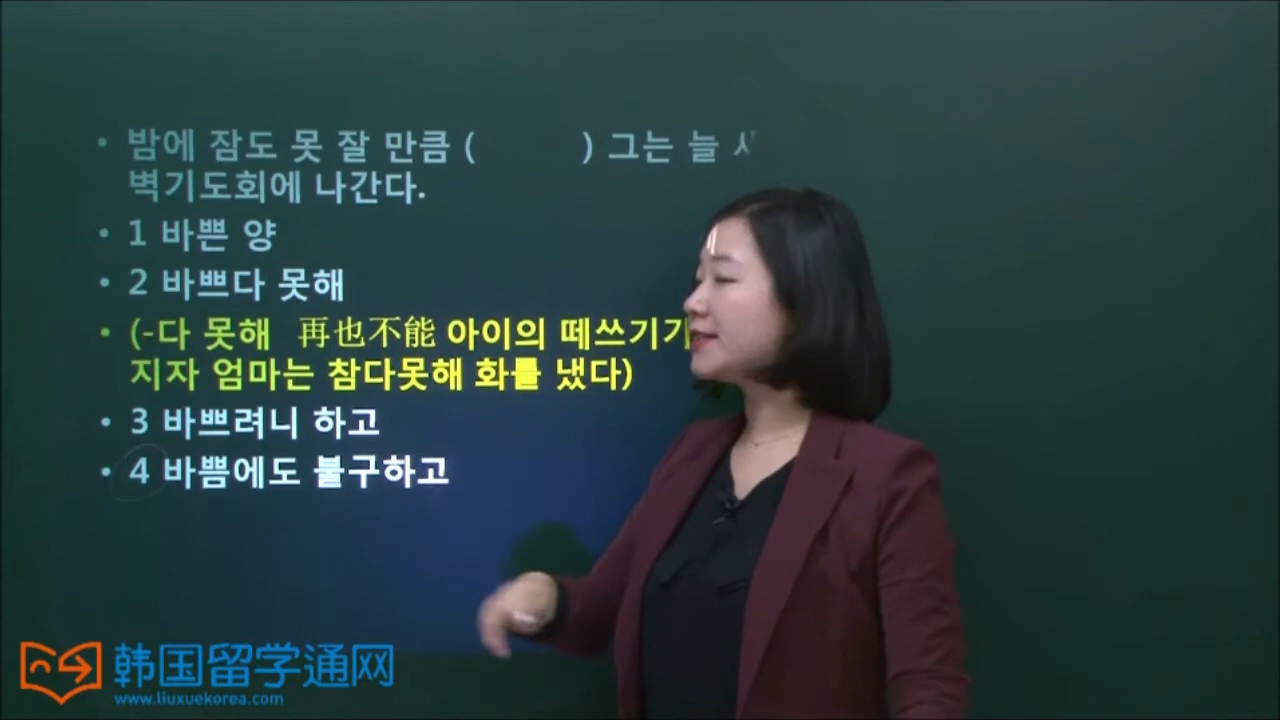 • 밤에 잠도 못 잘 만큼 (          ) 그는 늘
벽기도회에 나간다.
• 1 바쁜 양
• 2 바쁘다 못해
• (-다 못해 再也不能 아이의 떼쓰기가
지자 엄마는 참다못해 화를 냈다)
• 3 바쁘려니 하고
• 4 바쁨에도 불구하고
韩国留学通网
www.liuxuekorea.com